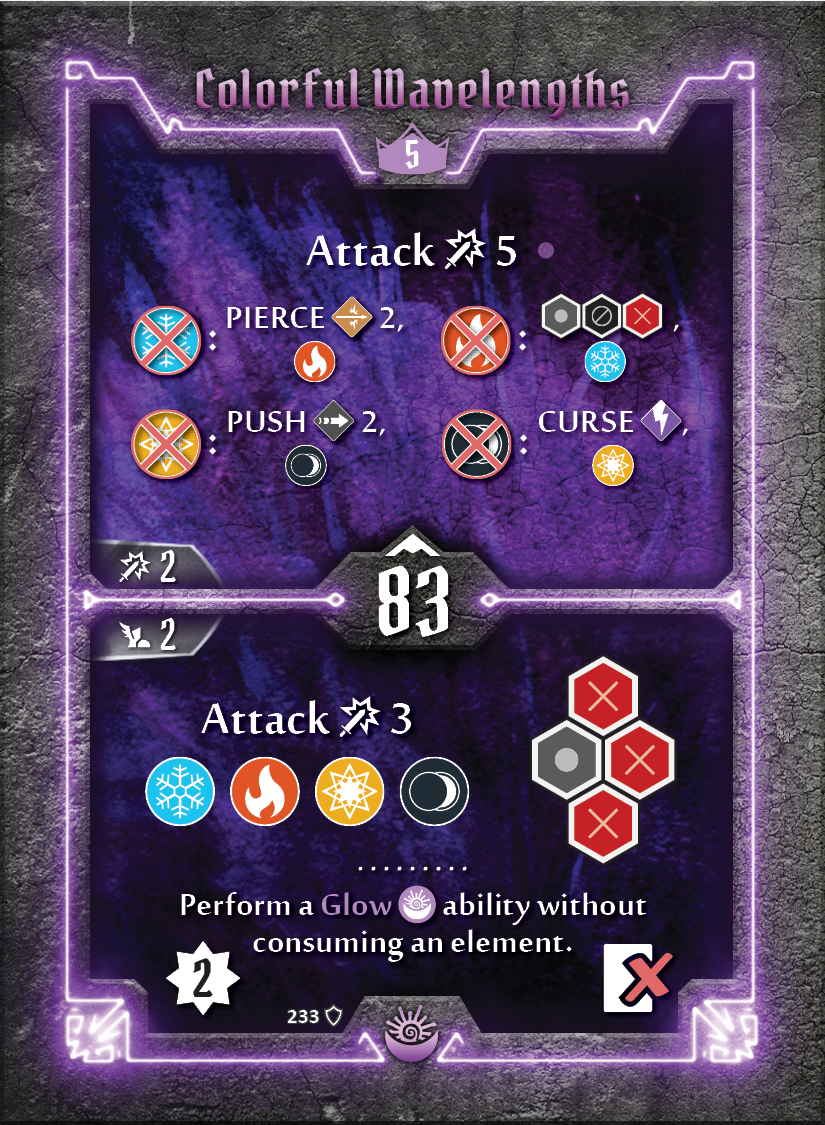 Colorful Wavelengths
5
Attack 5
: PIERCE 2, : ,
: PUSH 2, : CURSE ,
2
83
2
Attack 3
.........
Perform a Glow ability without
consuming an element.
2
233